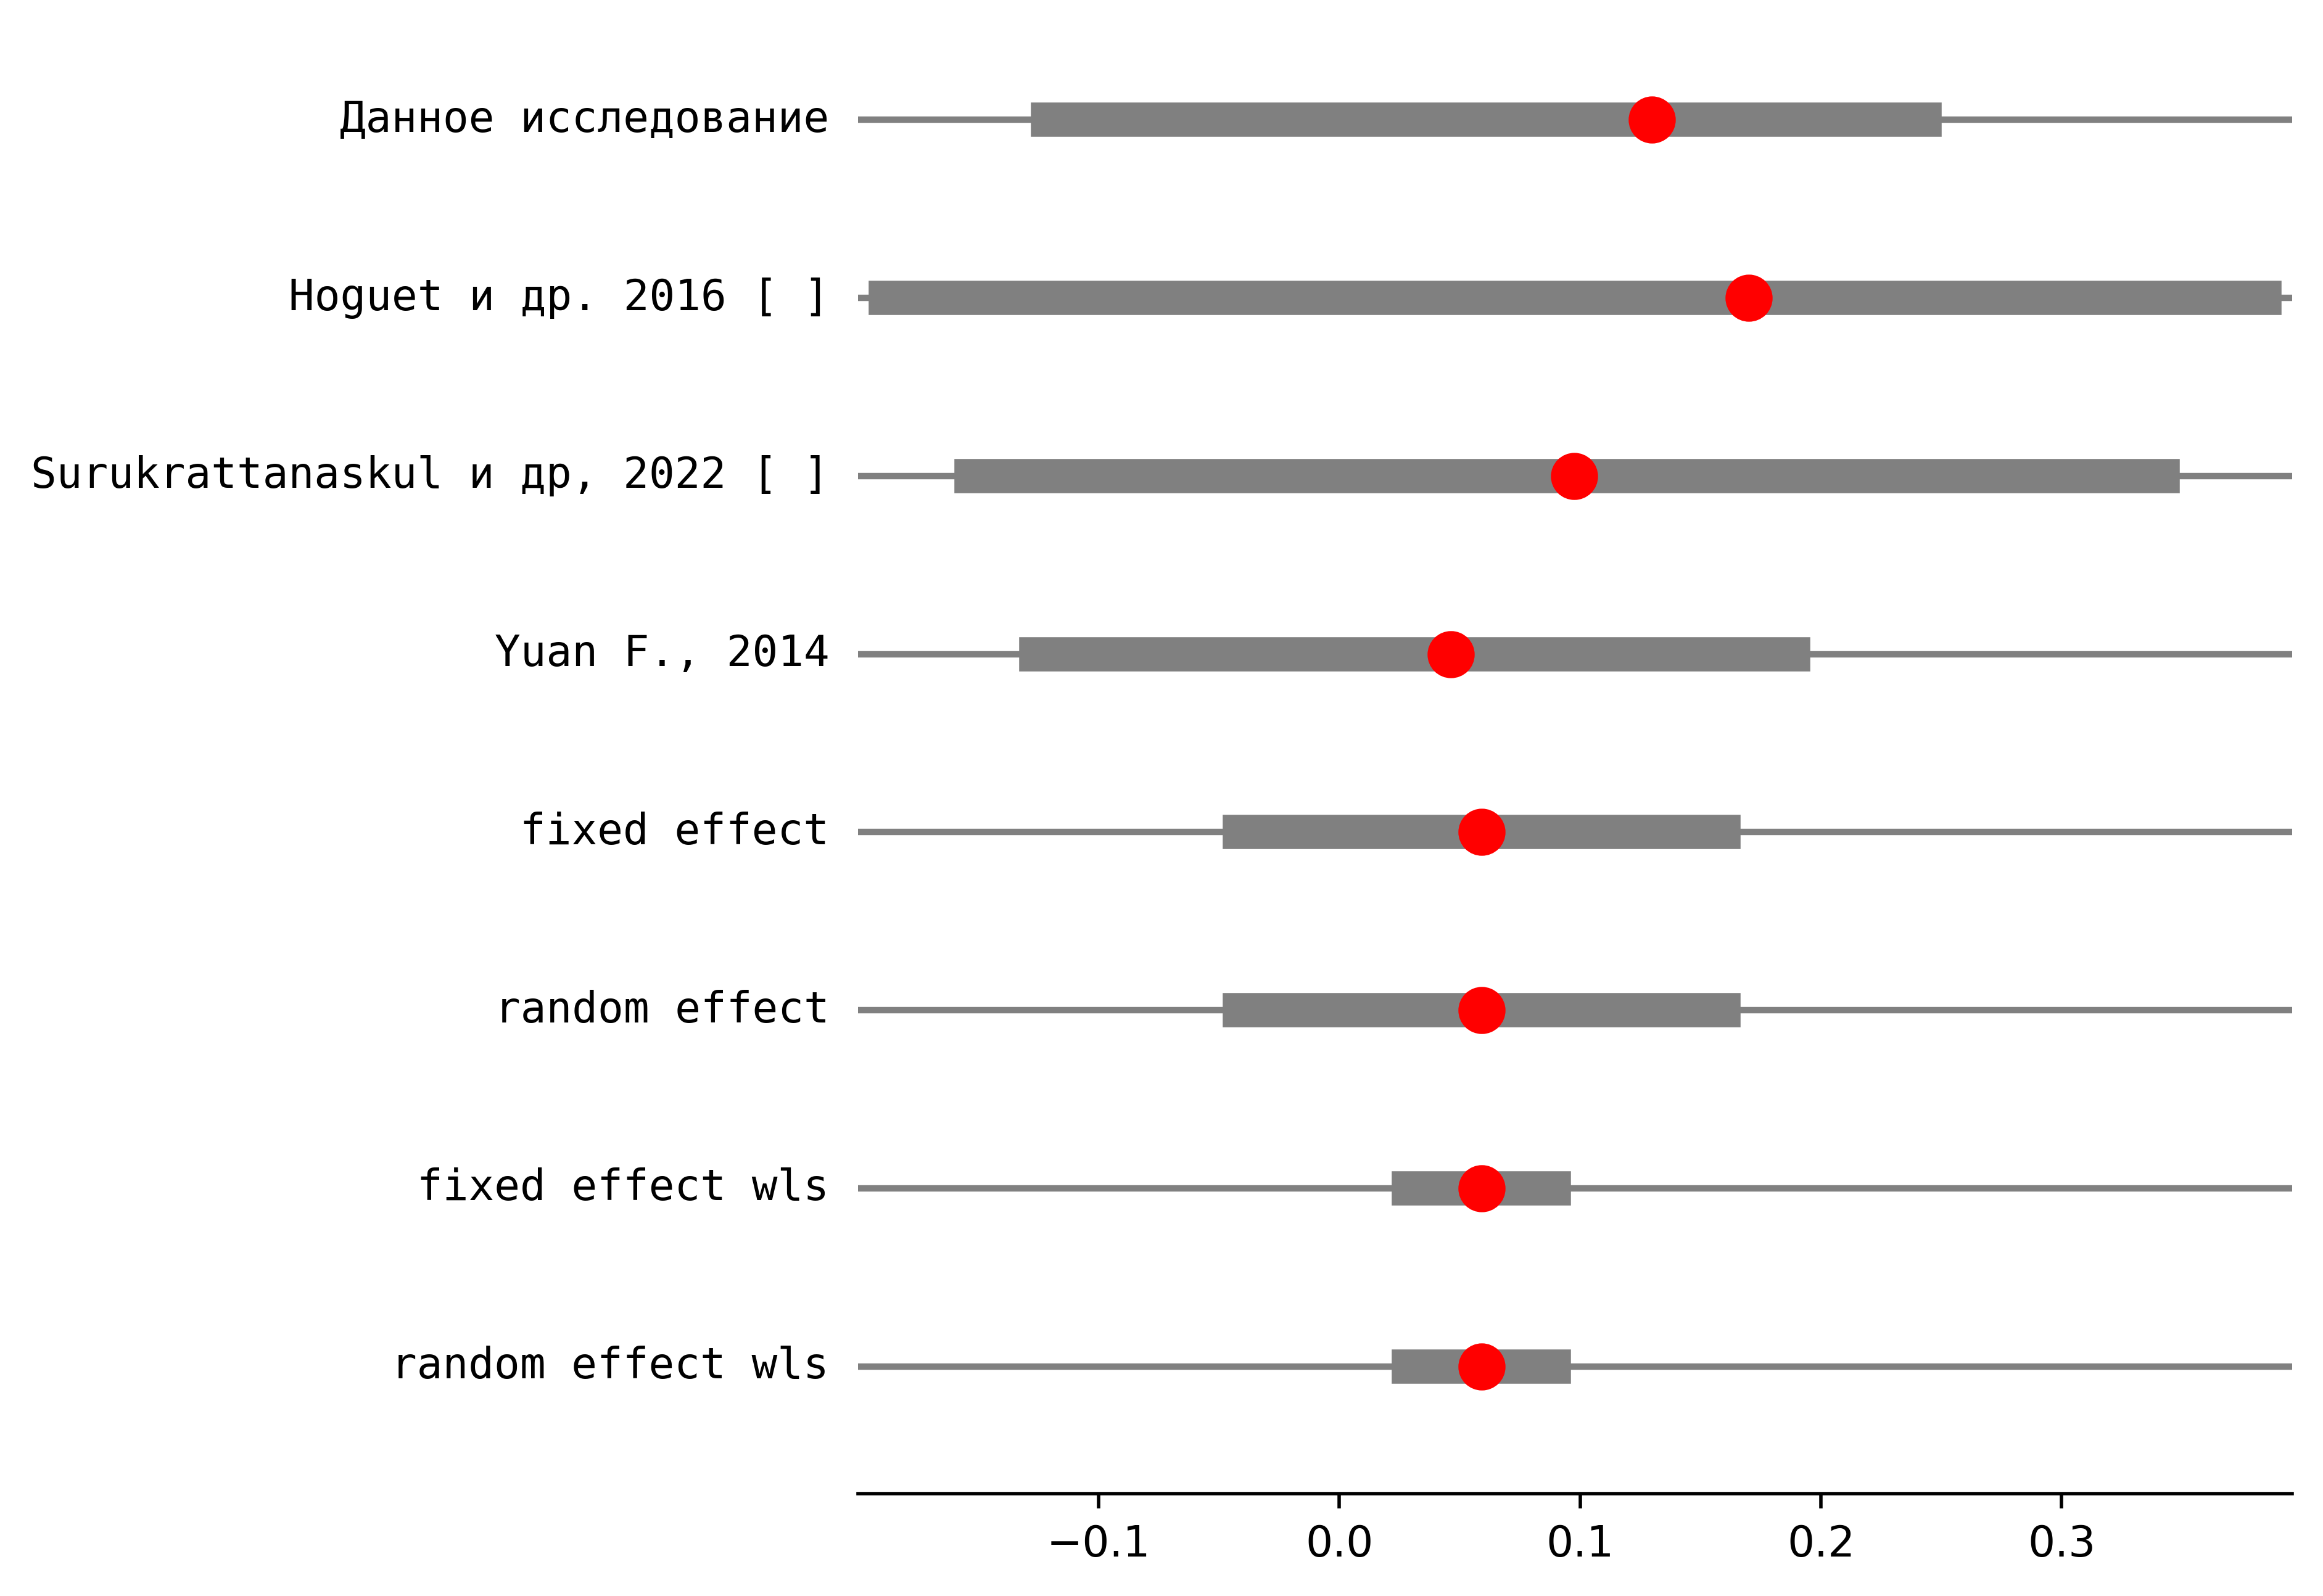 Данное исследование
Hoguet и др. 2016 [ ]
Surukrattanaskul и др, 2022 [ ]
Yuan F., 2014
fixed effect
random effect
fixed effect wls
random effect wls
−0.1 0.0 0.1 0.2 0.3